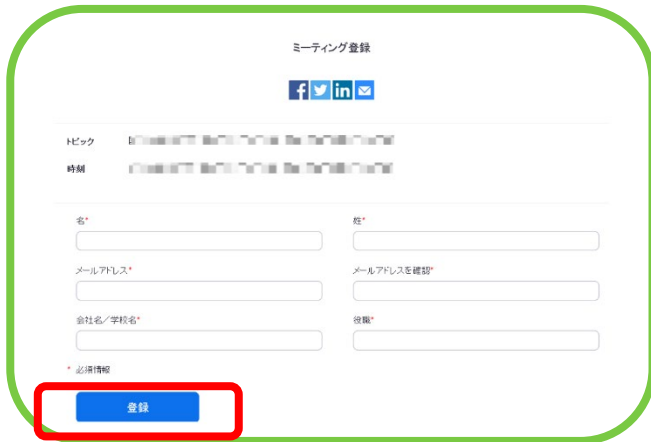 ミーティング登録
トピック
時刻
名* 姓*
メールアドレス* メールアドレスを確認*
会社名/学校名* 役職*
* 必須情報
登録